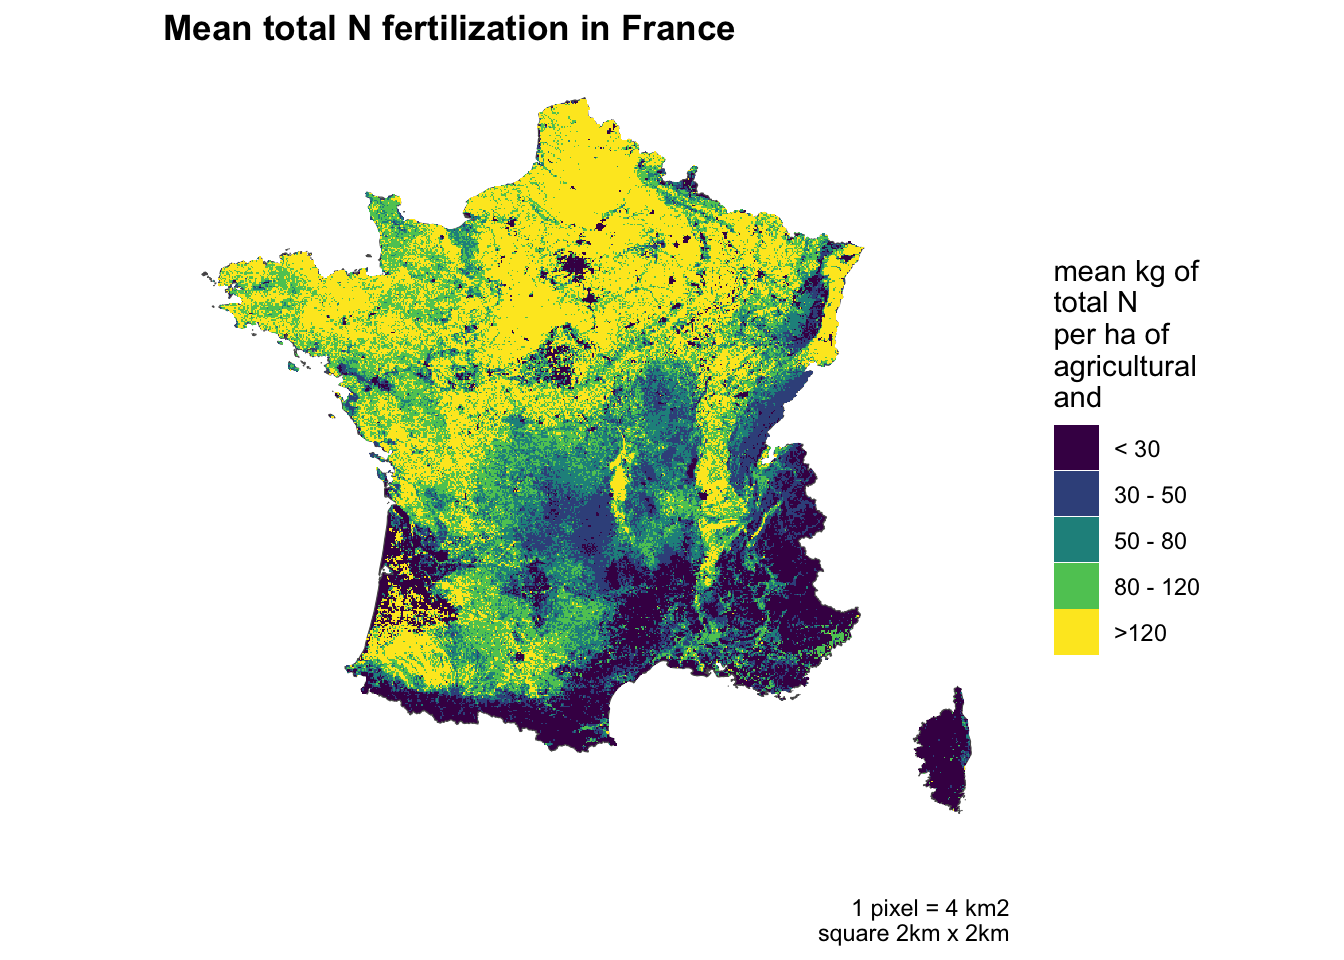 Mean total N fertilization in France
mean kg of
total N
per ha of
agricultural
and
< 30
30 - 50
50 - 80
80 - 120
>120
1 pixel = 4 km2
square 2km x 2km